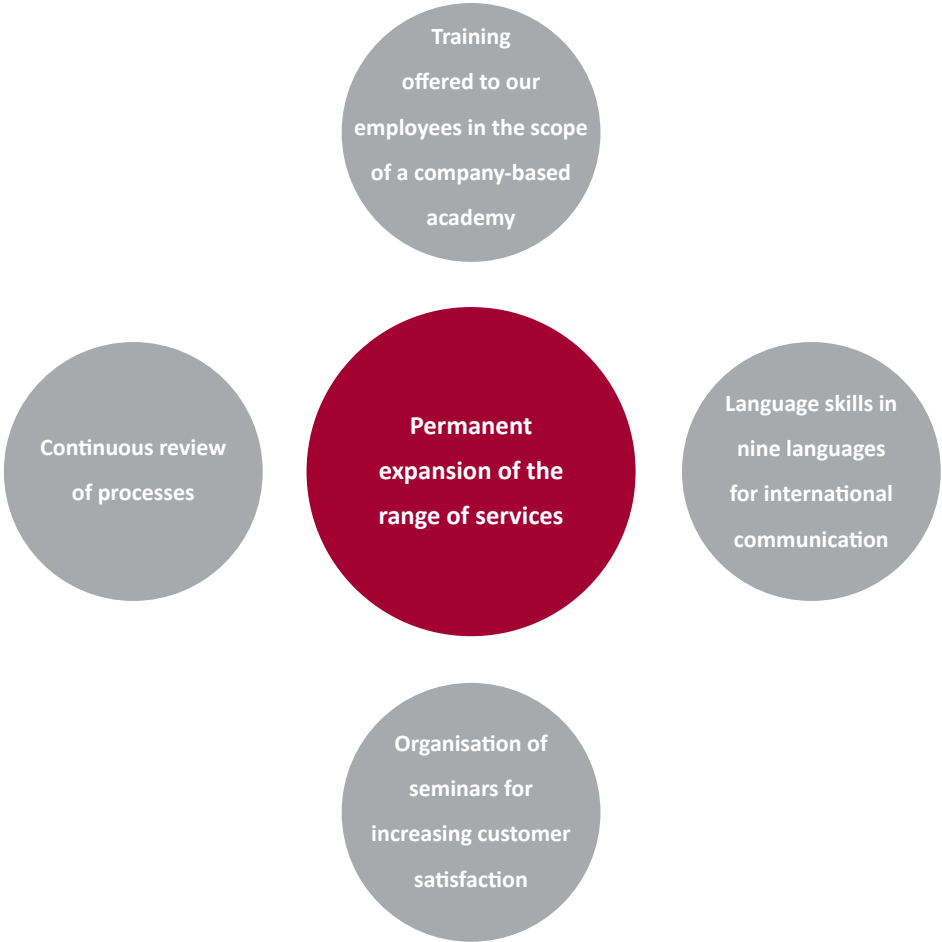 Training
offered to our
employees in the scope
of a company-based
academy
Continuous review
of processes
Permanent
expansion of the
range of services
Language skills in
nine languages
for international
communication
Organisation of
seminars for
increasing customer
satisfaction